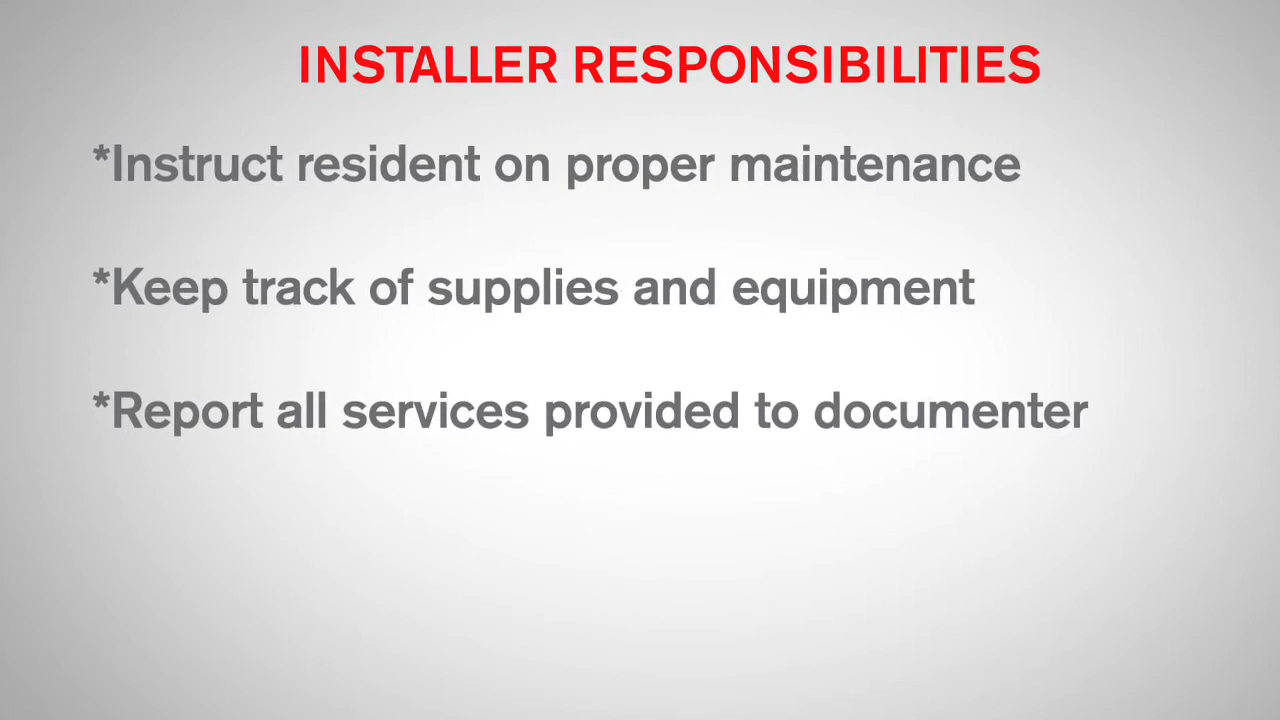 INSTALLER RESPONSIBILITIES
*Instruct resident on proper maintenance
*Keep track of supplies and equipment
*Report all services provided to documenter